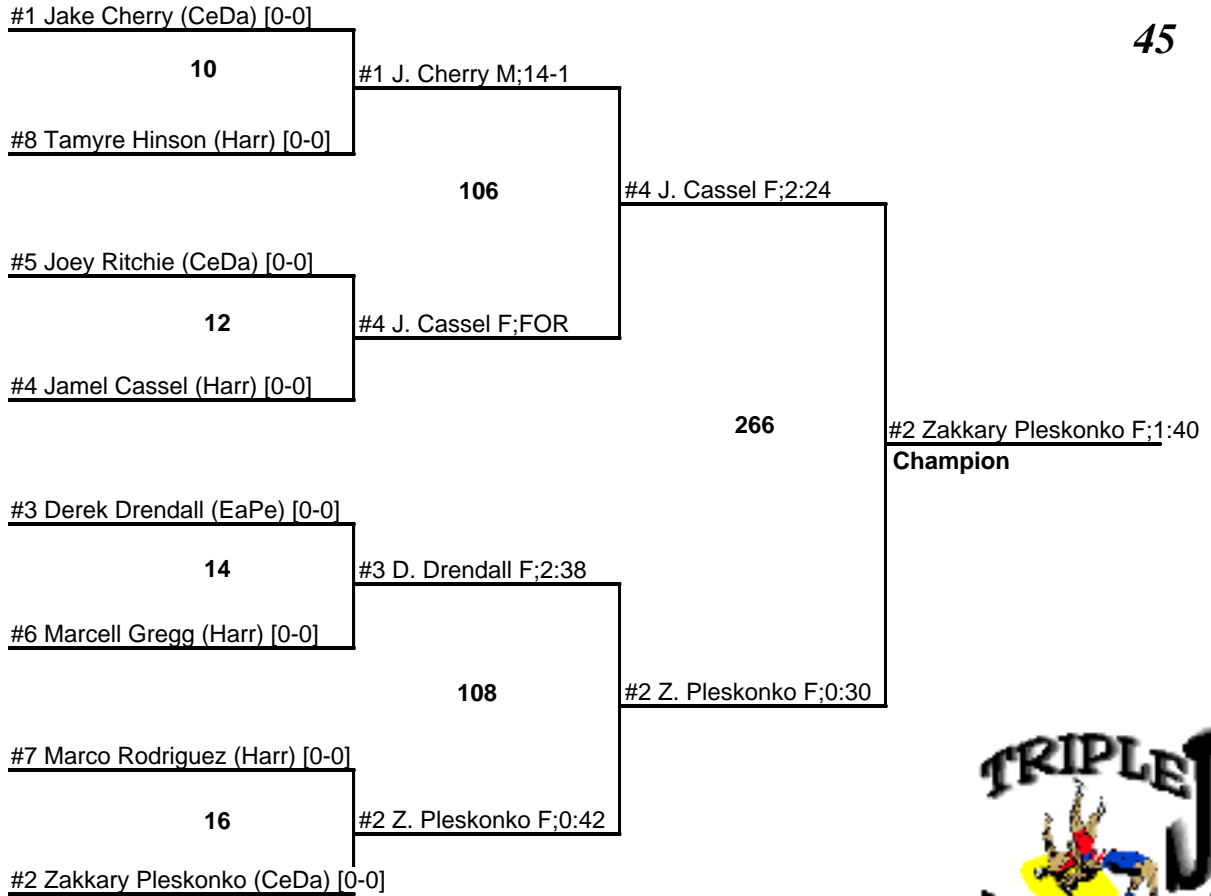 #1 Jake Cherry (CeDa) [0-0]
45
10
#1 J. Cherry M;14-1
#8 Tamyre Hinson (Harr) [0-0]
106
#4 J. Cassel F;2:24
#5 Joey Ritchie (CeDa) [0-0]
12
#4 J. Cassel F;FOR
#4 Jamel Cassel (Harr) [0-0]
266
#2 Zakkary Pleskonko F;1:40
Champion
#3 Derek Drendall (EaPe) [0-0]
14
#3 D. Drendall F;2:38
#6 Marcell Gregg (Harr) [0-0]
108
#2 Z. Pleskonko F;0:30
#7 Marco Rodriguez (Harr) [0-0]
16
#2 Z. Pleskonko F;0:42
#2 Zakkary Pleskonko (CeDa) [0-0]
TRIPLE J